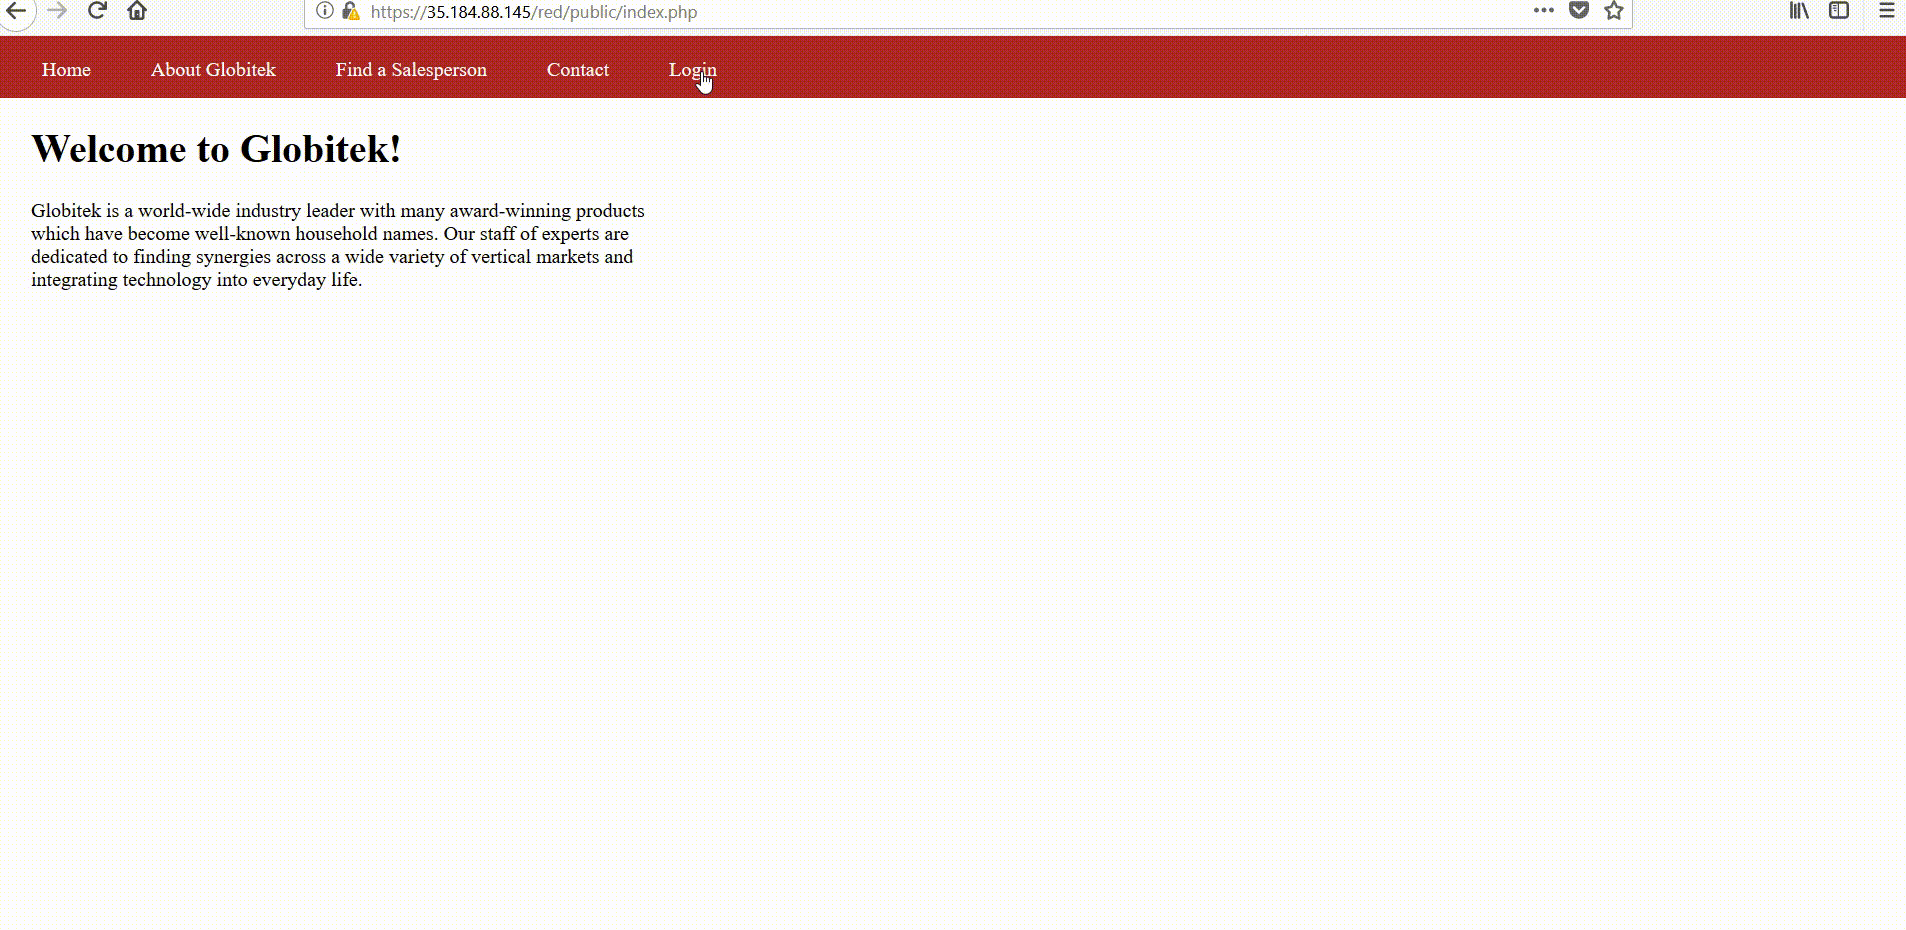 https://35.184.88.145/red/public/index.php
Home About Globitek Find a Salesperson Contact Login
Welcome to Globitek!
Globitek is a world-wide industry leader with many award-winning products
which have become well-known household names. Our staff of experts are
dedicated to finding synergies across a wide variety of vertical markets and
integrating technology into everyday life.